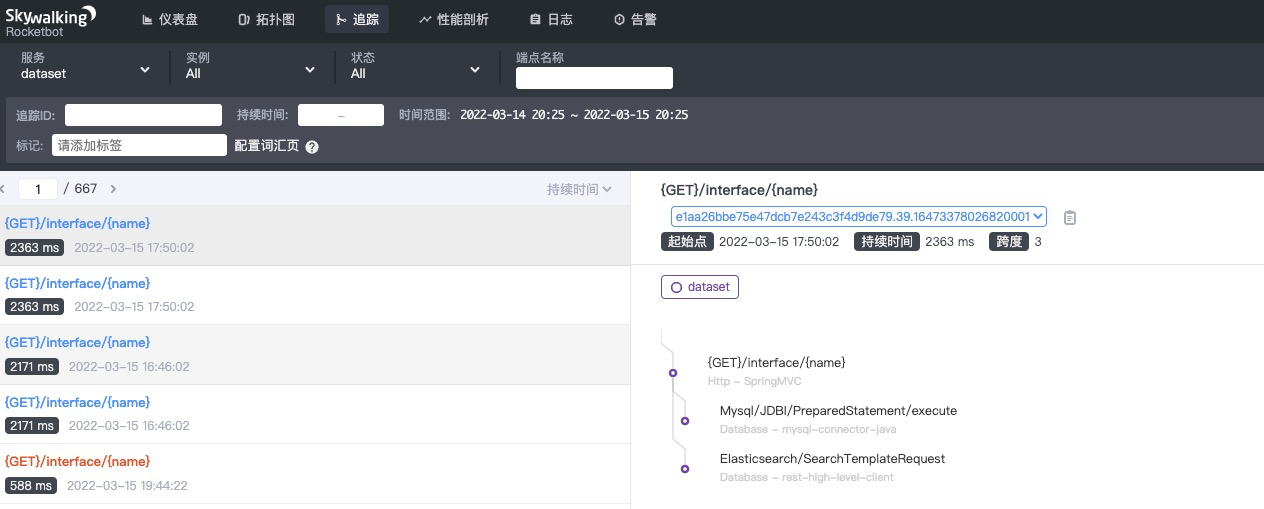 Skywalking
Rocketbot
仪表盘 拓扑图 追踪 性能剖析 日志 告警
服务 实例 状态 端点名称
dataset All All
追踪ID: 持续时间: – 时间范围: 2022-03-14 20:25 ~ 2022-03-15 20:25
标记: 请添加标签 配置词汇页 ?
1 / 667 持续时间
{GET}/interface/{name}
2363 ms 2022-03-15 17:50:02
{GET}/interface/{name}
2363 ms 2022-03-15 17:50:02
{GET}/interface/{name}
2171 ms 2022-03-15 16:46:02
{GET}/interface/{name}
2171 ms 2022-03-15 16:46:02
{GET}/interface/{name}
588 ms 2022-03-15 19:44:22
{GET}/interface/{name}
e1aa26bbe75e47dcb7e243c3f4d9de79.39.16473378026820001
起始点 2022-03-15 17:50:02 持续时间 2363 ms 跨度 3
dataset
{GET}/interface/{name}
Http - SpringMVC
Mysql/JDBI/PreparedStatement/execute
Database - mysql-connector-java
Elasticsearch/SearchTemplateRequest
Database - rest-high-level-client